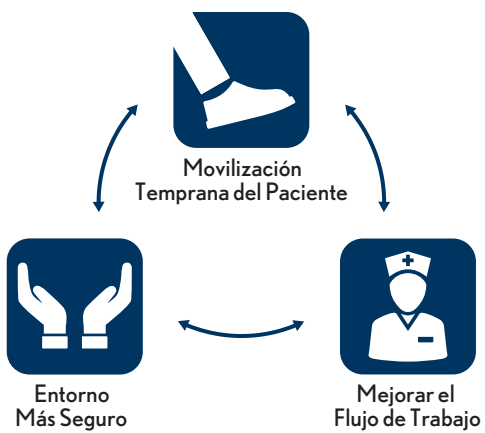 Movilización
Temprana del Paciente
Entorno
Más Seguro
Mejorar el
Flujo de Trabajo